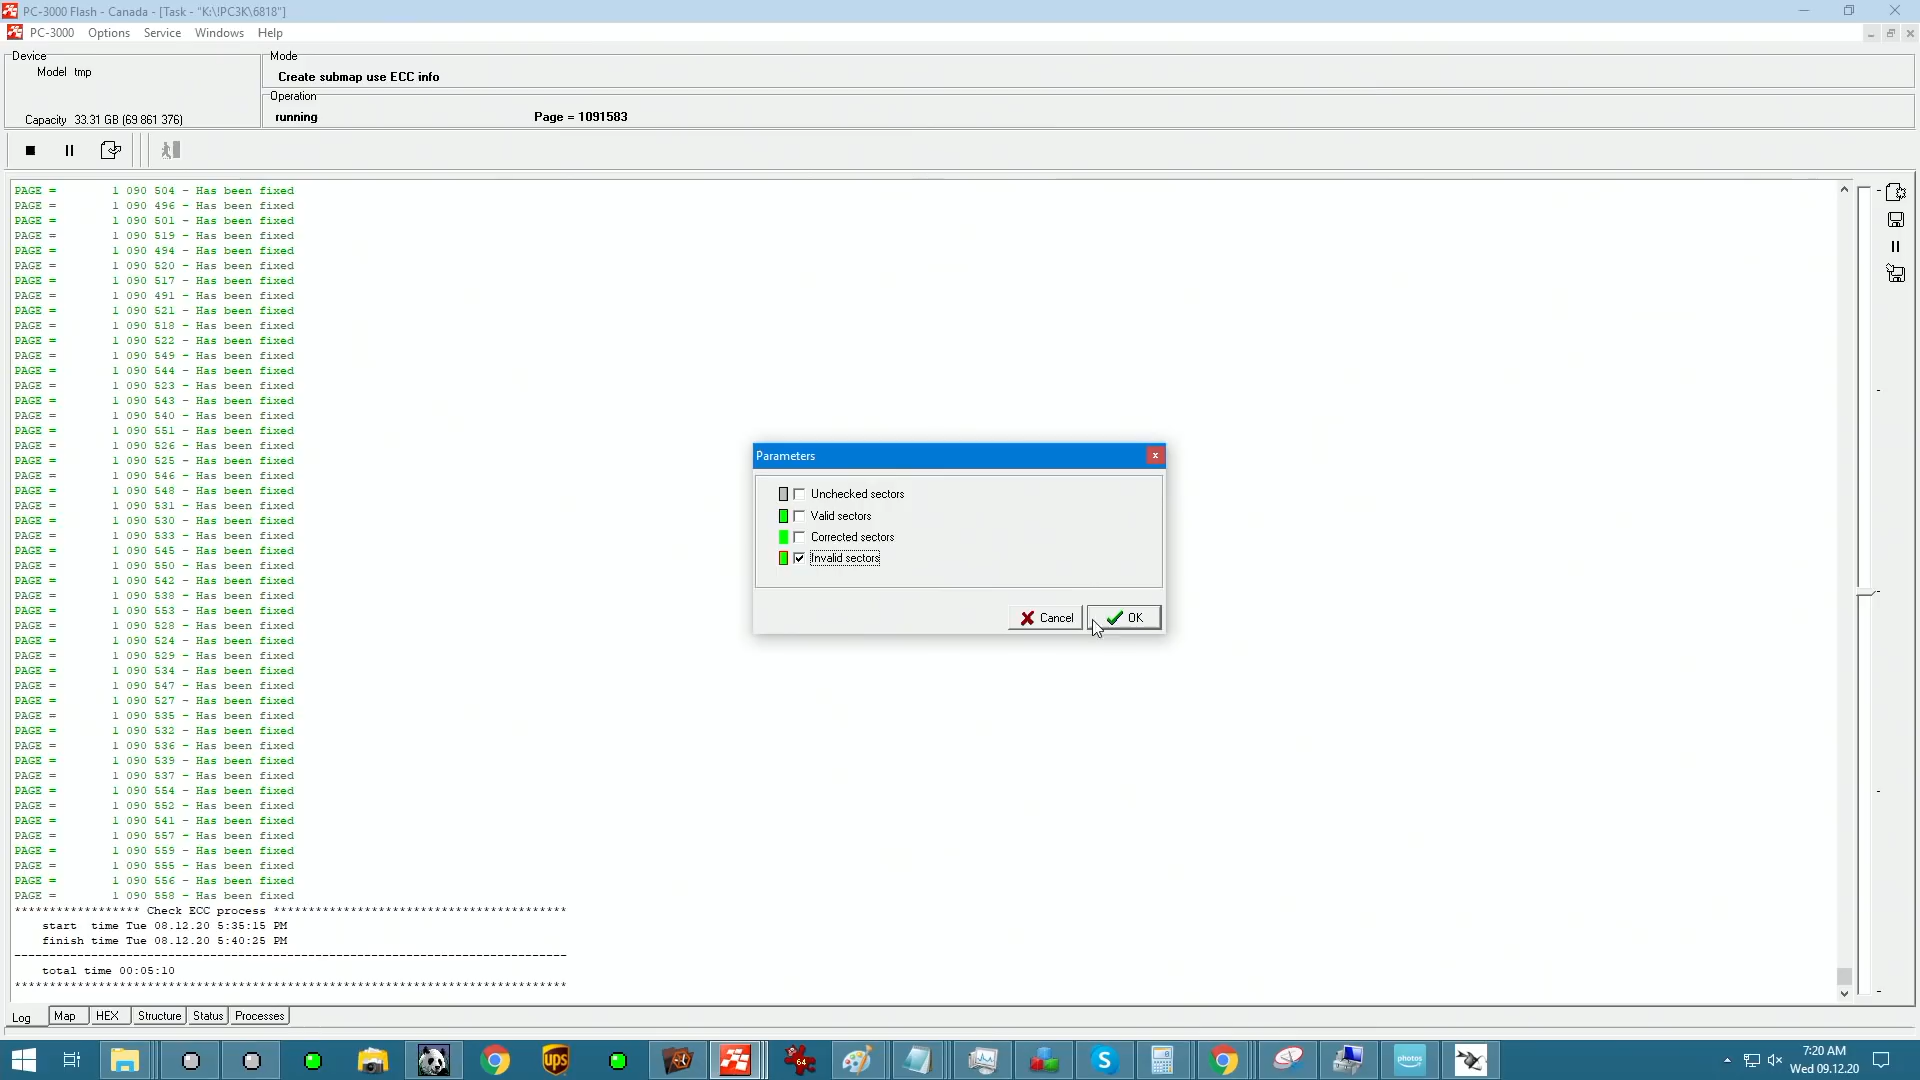 PC-3000 Flash - Canada - [Task - "K:\!PC3K\6818"]
PC-3000 Options Service Windows Help
Device
Model tmp
Capacity 33.31 GB (69 861 376)
Mode
Create submap use ECC info
Operation
running Page = 1091583
PAGE = 1 090 504 - Has been fixed
PAGE = 1 090 496 - Has been fixed
PAGE = 1 090 501 - Has been fixed
PAGE = 1 090 519 - Has been fixed
PAGE = 1 090 494 - Has been fixed
PAGE = 1 090 520 - Has been fixed
PAGE = 1 090 517 - Has been fixed
PAGE = 1 090 491 - Has been fixed
PAGE = 1 090 521 - Has been fixed
PAGE = 1 090 518 - Has been fixed
PAGE = 1 090 522 - Has been fixed
PAGE = 1 090 549 - Has been fixed
PAGE = 1 090 544 - Has been fixed
PAGE = 1 090 523 - Has been fixed
PAGE = 1 090 543 - Has been fixed
PAGE = 1 090 540 - Has been fixed
PAGE = 1 090 551 - Has been fixed
PAGE = 1 090 526 - Has been fixed
PAGE = 1 090 525 - Has been fixed
PAGE = 1 090 546 - Has been fixed
PAGE = 1 090 548 - Has been fixed
PAGE = 1 090 531 - Has been fixed
PAGE = 1 090 530 - Has been fixed
PAGE = 1 090 533 - Has been fixed
PAGE = 1 090 545 - Has been fixed
PAGE = 1 090 550 - Has been fixed
PAGE = 1 090 542 - Has been fixed
PAGE = 1 090 538 - Has been fixed
PAGE = 1 090 553 - Has been fixed
PAGE = 1 090 528 - Has been fixed
PAGE = 1 090 524 - Has been fixed
PAGE = 1 090 529 - Has been fixed
PAGE = 1 090 534 - Has been fixed
PAGE = 1 090 547 - Has been fixed
PAGE = 1 090 527 - Has been fixed
PAGE = 1 090 535 - Has been fixed
PAGE = 1 090 532 - Has been fixed
PAGE = 1 090 536 - Has been fixed
PAGE = 1 090 539 - Has been fixed
PAGE = 1 090 537 - Has been fixed
PAGE = 1 090 554 - Has been fixed
PAGE = 1 090 552 - Has been fixed
PAGE = 1 090 541 - Has been fixed
PAGE = 1 090 557 - Has been fixed
PAGE = 1 090 559 - Has been fixed
PAGE = 1 090 555 - Has been fixed
PAGE = 1 090 556 - Has been fixed
PAGE = 1 090 558 - Has been fixed
****************** Check ECC process ******************************************
start time Tue 08.12.20 5:35:15 PM
finish time Tue 08.12.20 5:40:25 PM
-------------------------------------------------------------------------------
total time 00:05:10
*******************************************************************************
Parameters
Unchecked sectors
Valid sectors
Corrected sectors
Invalid sectors
Cancel OK
Log Map HEX Structure Status Processes
ups
64
photos
7:20 AM
Wed 09.12.20